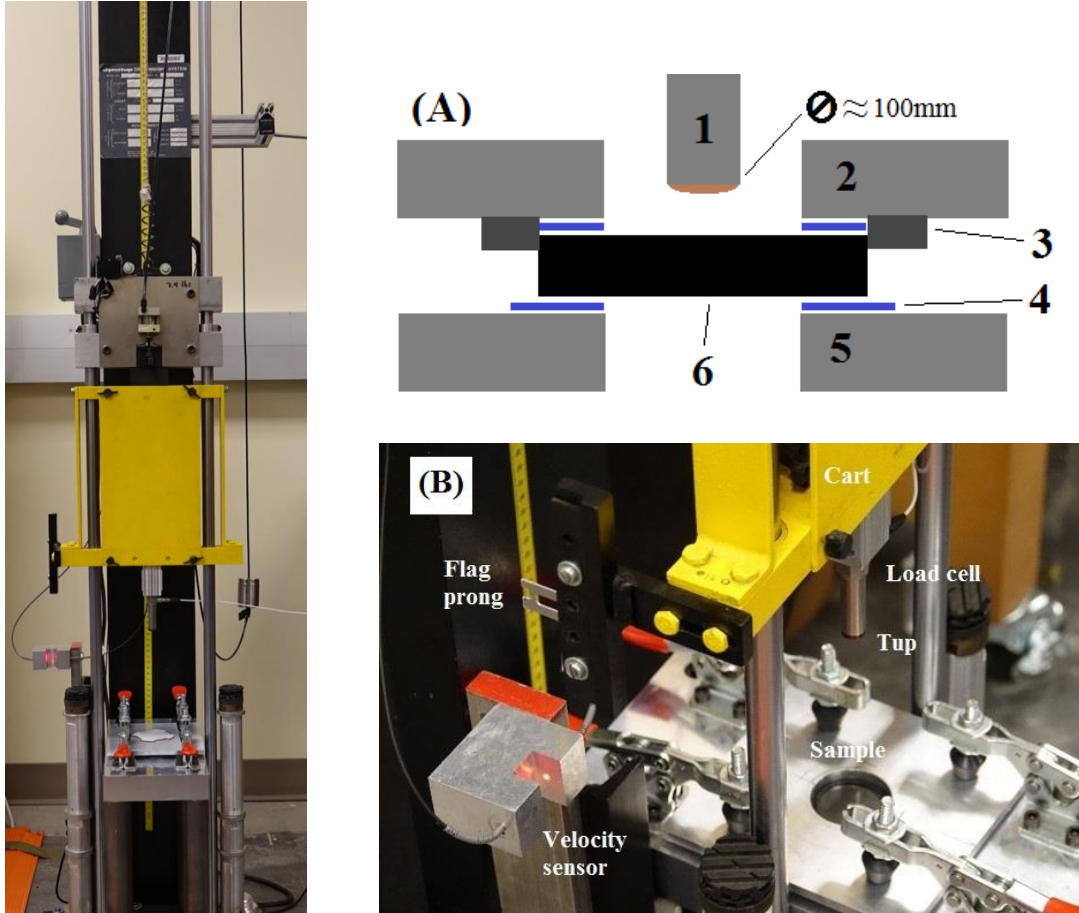 (A)
1
≈ 100mm
2
3
4
5
6
(B)
Cart
Flag
prong
Load cell
Tup
Sample
Velocity
sensor